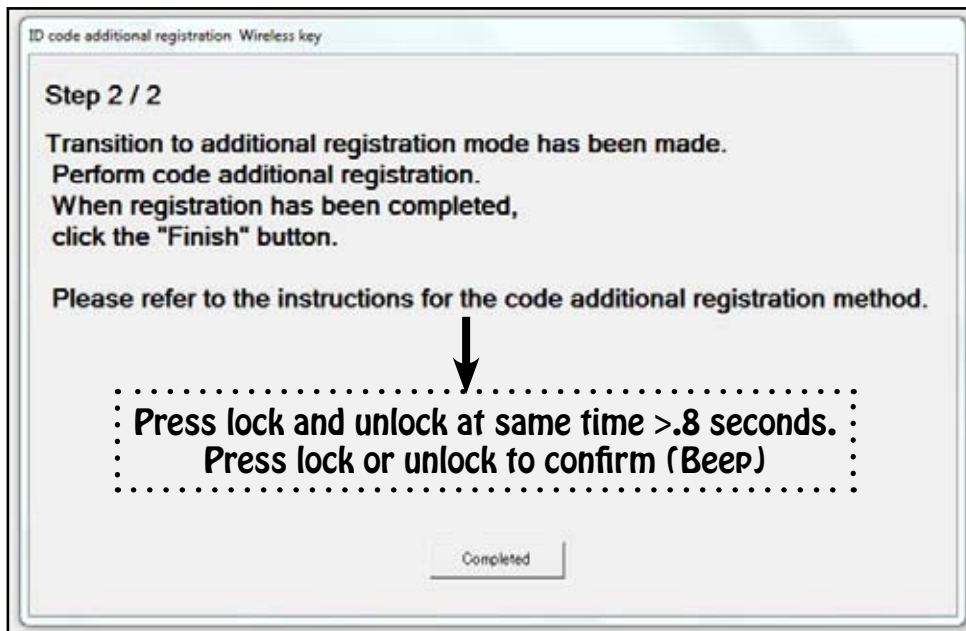 ID code additional registration Wireless key
Step 2 / 2
Transition to additional registration mode has been made.
Perform code additional registration.
When registration has been completed,
click the "Finish" button.
Please refer to the instructions for the code additional registration method.
Press lock and unlock at same time >.8 seconds.
Press lock or unlock to confirm (Beep)
Completed